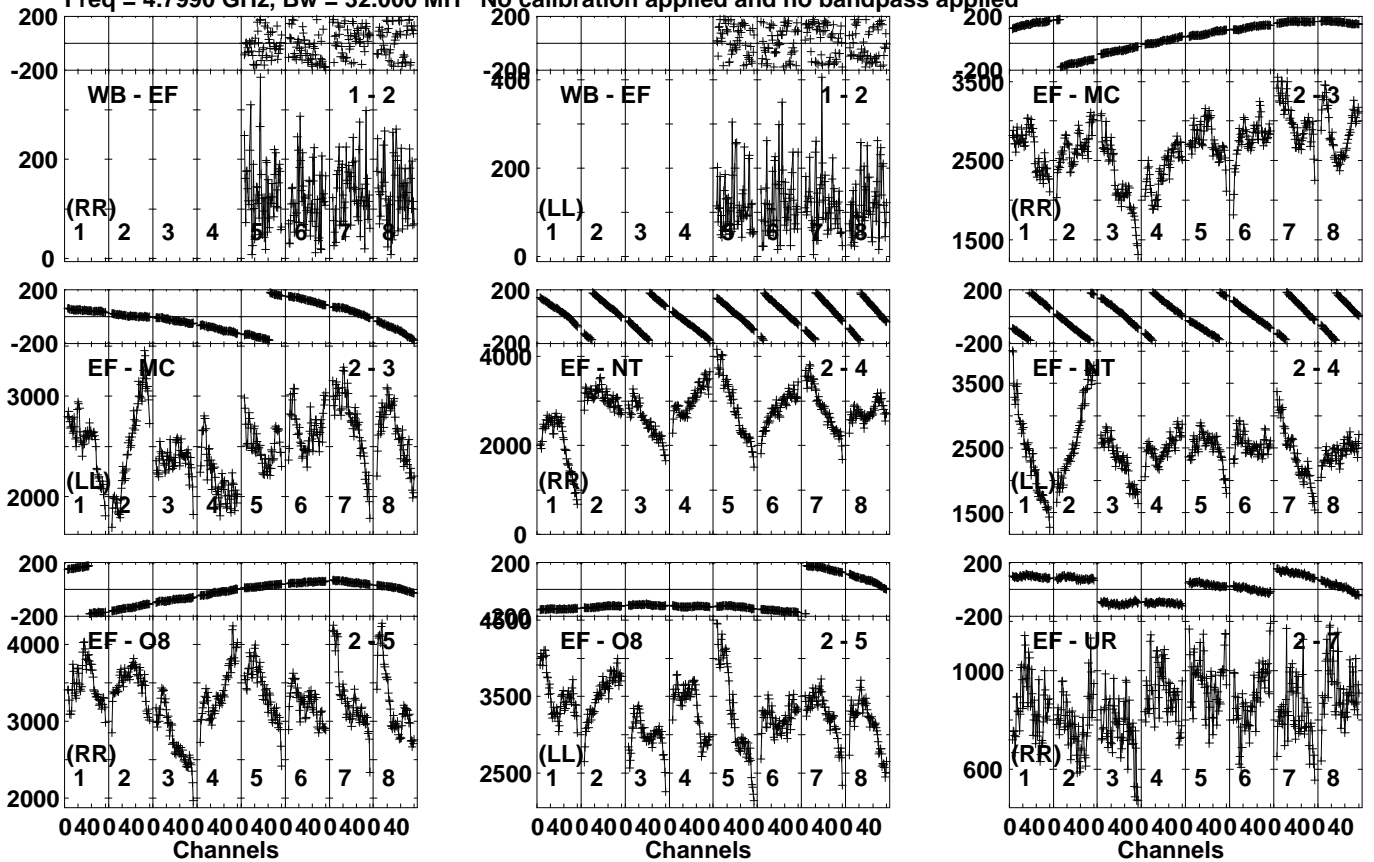 Freq = 4.7990 GHz, Bw = 32.000 MH No calibration applied and no bandpass applied
200
-200
WB - EF 1 - 2
200
0
(RR)
1 2 3 4 5 6 7 8
200
-200
400
WB - EF 1 - 2
200
0
(LL)
1 2 3 4 5 6 7 8
200
-200
3500
EF - MC 2 - 3
2500
1500
(RR)
1 2 3 4 5 6 7 8
200
-200
EF - MC 2 - 3
3000
2000
(LL)
1 2 3 4 5 6 7 8
200
-200
4000
EF - NT 2 - 4
2000
0
(RR)
1 2 3 4 5 6 7 8
200
-200
EF - NT 2 - 4
3500
2500
1500
(LL)
1 2 3 4 5 6 7 8
200
-200
EF - O8 2 - 5
4000
3000
2000
(RR)
1 2 3 4 5 6 7 8
0 40 0 40 0 40 0 40 0 40 0 40 0 40 0 40
Channels
200
-200
4500
EF - O8 2 - 5
3500
2500
(LL)
1 2 3 4 5 6 7 8
0 40 0 40 0 40 0 40 0 40 0 40 0 40 0 40
Channels
200
-200
EF - UR 2 - 7
1000
600
(RR)
1 2 3 4 5 6 7 8
0 40 0 40 0 40 0 40 0 40 0 40 0 40 0 40
Channels